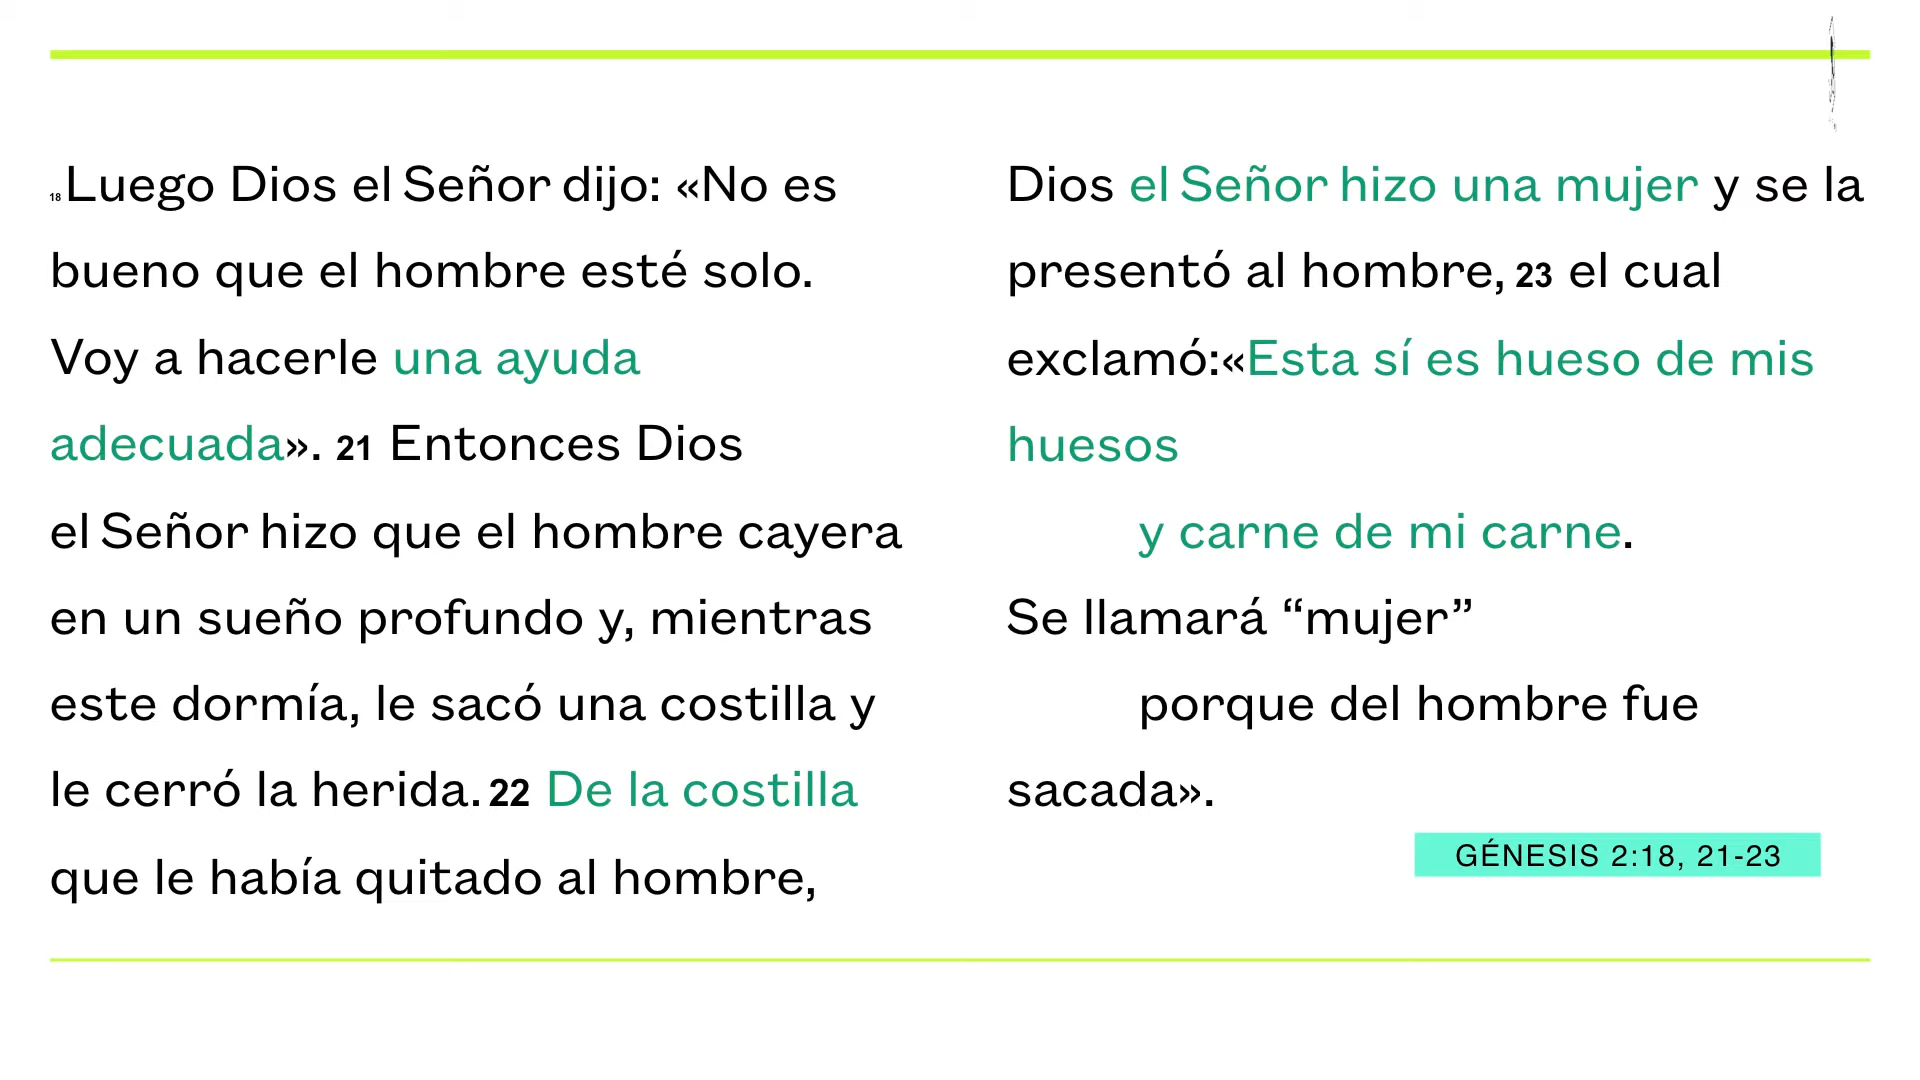 18 Luego Dios el Señor dijo: «No es
bueno que el hombre esté solo.
Voy a hacerle una ayuda
adecuada». 21 Entonces Dios
el Señor hizo que el hombre cayera
en un sueño profundo y, mientras
este dormía, le sacó una costilla y
le cerró la herida. 22 De la costilla
que le había quitado al hombre,
Dios el Señor hizo una mujer y se la
presentó al hombre, 23 el cual
exclamó:«Esta sí es hueso de mis
huesos
y carne de mi carne.
Se llamará “mujer”
porque del hombre fue
sacada».
GÉNESIS 2:18, 21-23